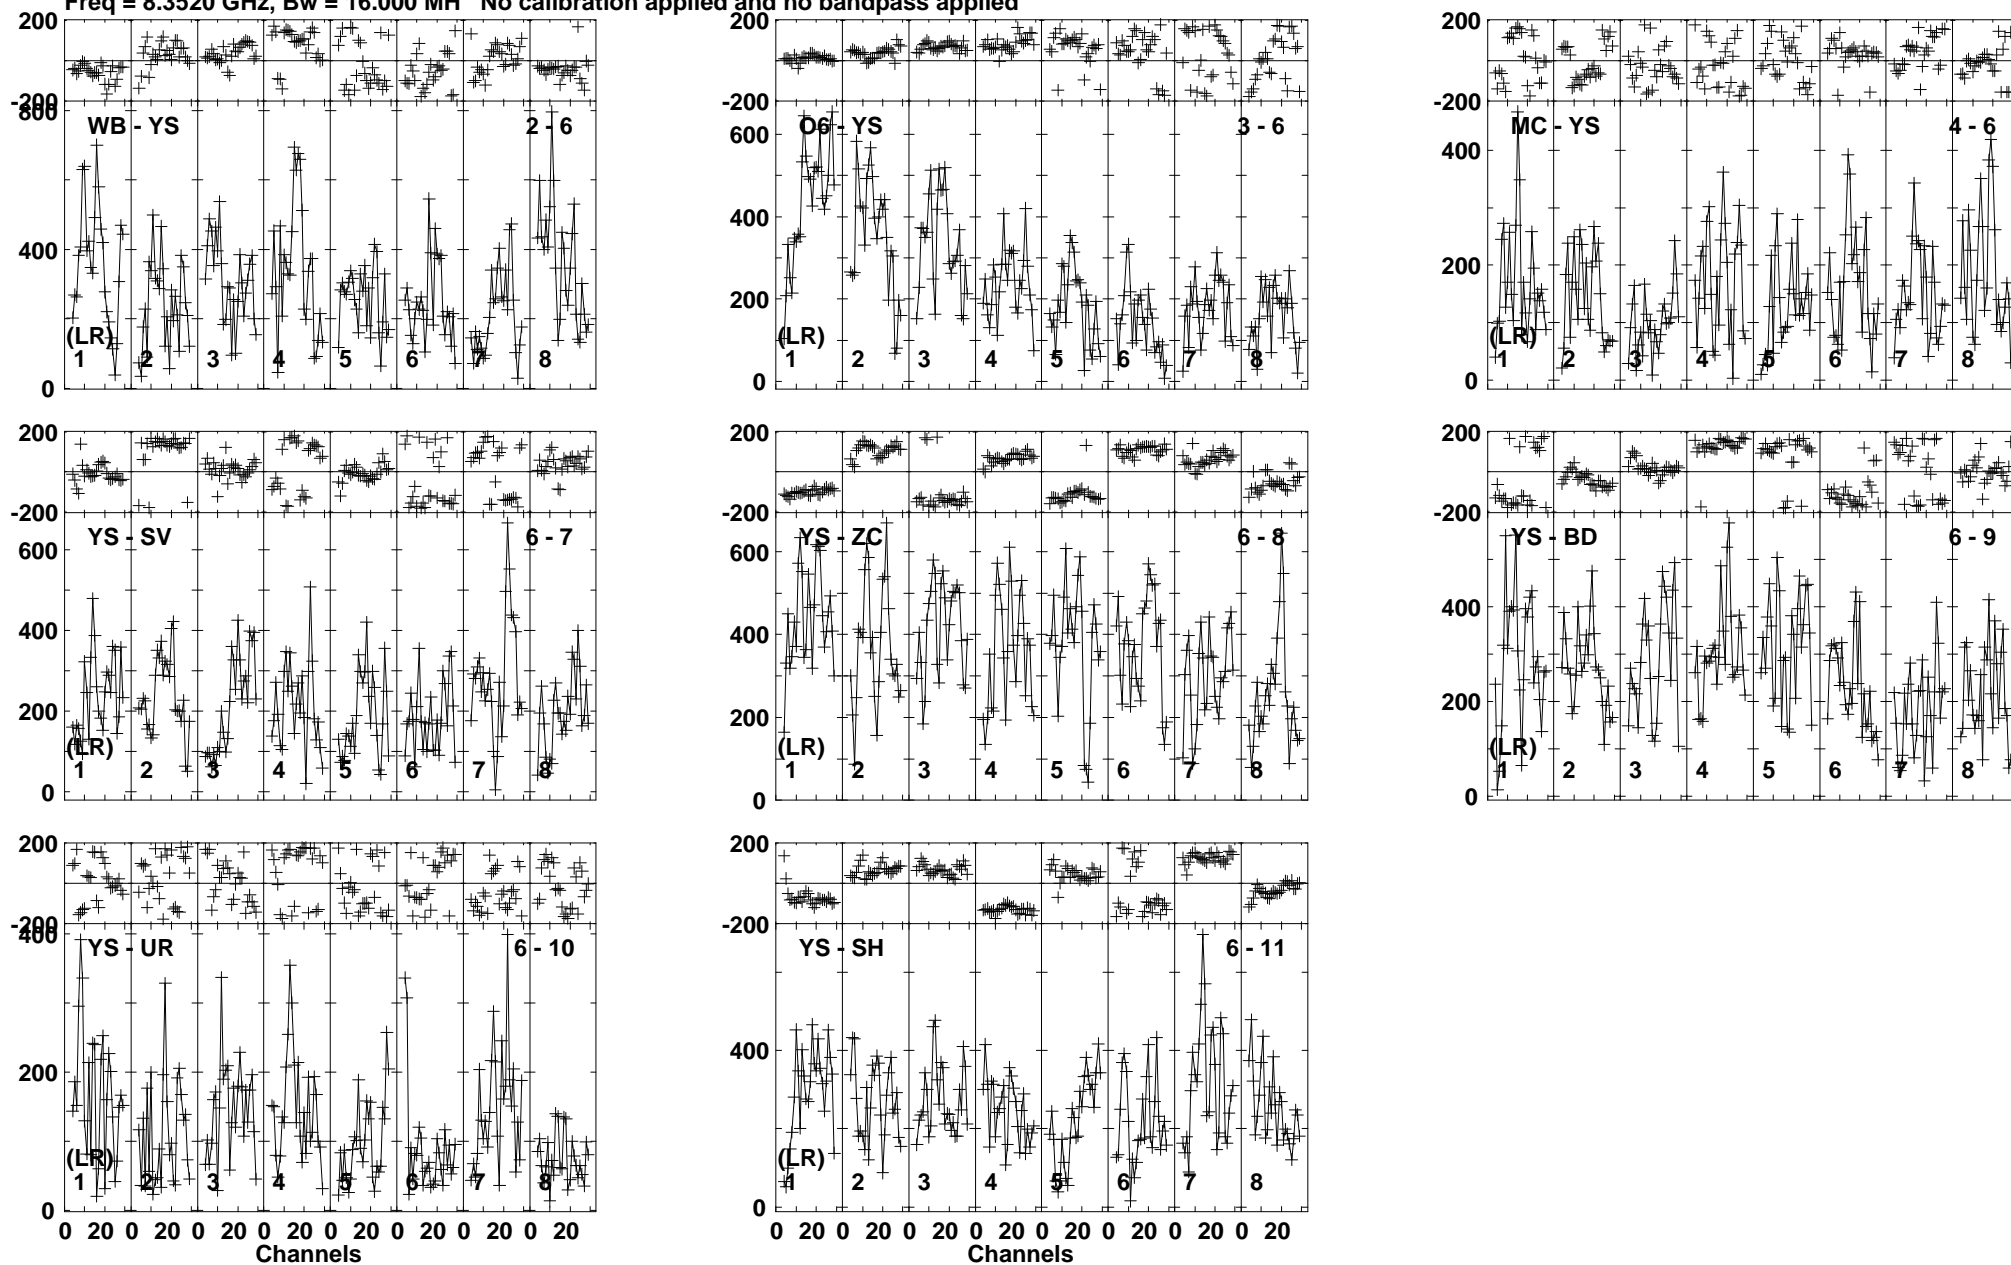 Freq = 8.3520 GHz, Bw = 16.000 MH No calibration applied and no bandpass applied
200 200 200
-200 -200 -200
800
WB - YS 2 - 6 O6 - YS 3 - 6 MC - YS 4 - 6
600
400
400
400
200
200
(LR) (LR) (LR)
1 2 3 4 5 6 7 8 1 2 3 4 5 6 7 8 1 2 3 4 5 6 7 8
0 0 0
200 200 200
-200 -200 -200
YS - SV 6 - 7 YS - ZC 6 - 8 YS - BD 6 - 9
600 600
400 400 400
200 200 200
(LR) (LR) (LR)
1 2 3 4 5 6 7 8 1 2 3 4 5 6 7 8 1 2 3 4 5 6 7 8
0 0 0
200 200
-200 -200
400
YS - UR 6 - 10 YS - SH 6 - 11
200 400
(LR) (LR)
1 2 3 4 5 6 7 8 1 2 3 4 5 6 7 8
0 0
0 20 0 20 0 20 0 20 0 20 0 20 0 20 0 20 0 20 0 20 0 20 0 20 0 20 0 20 0 20 0 20
Channels Channels